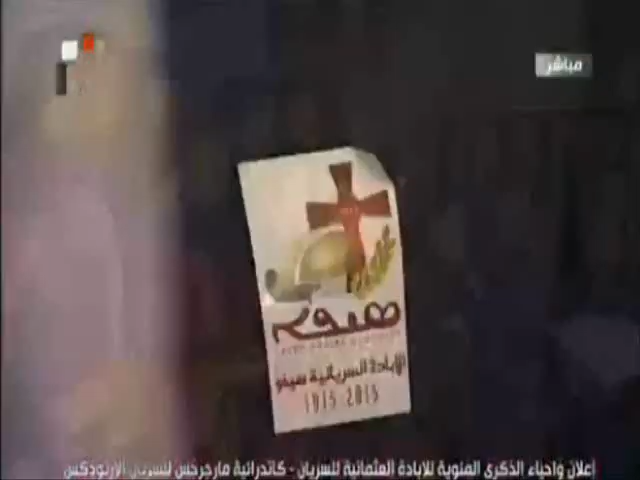 مباشر
ܣܝܦܐ
الإبادة السريانية سيفو
1915-2015
إعلان وإحياء الذكرى المئوية للإبادة العثمانية للسريان - كاتدرائية مارجرجس للسريان الأرثوذكس